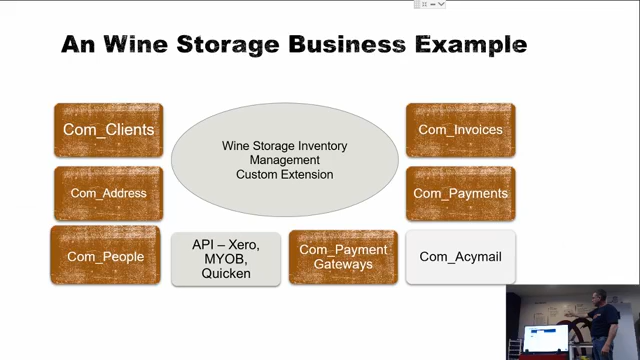 An Wine Storage Business Example
Com_Clients
Wine Storage Inventory
Management
Custom Extension
Com_Invoices
Com_Address
Com_Payments
Com_People
API – Xero,
MYOB,
Quicken
Com_Payment
Gateways
Com_Acymail